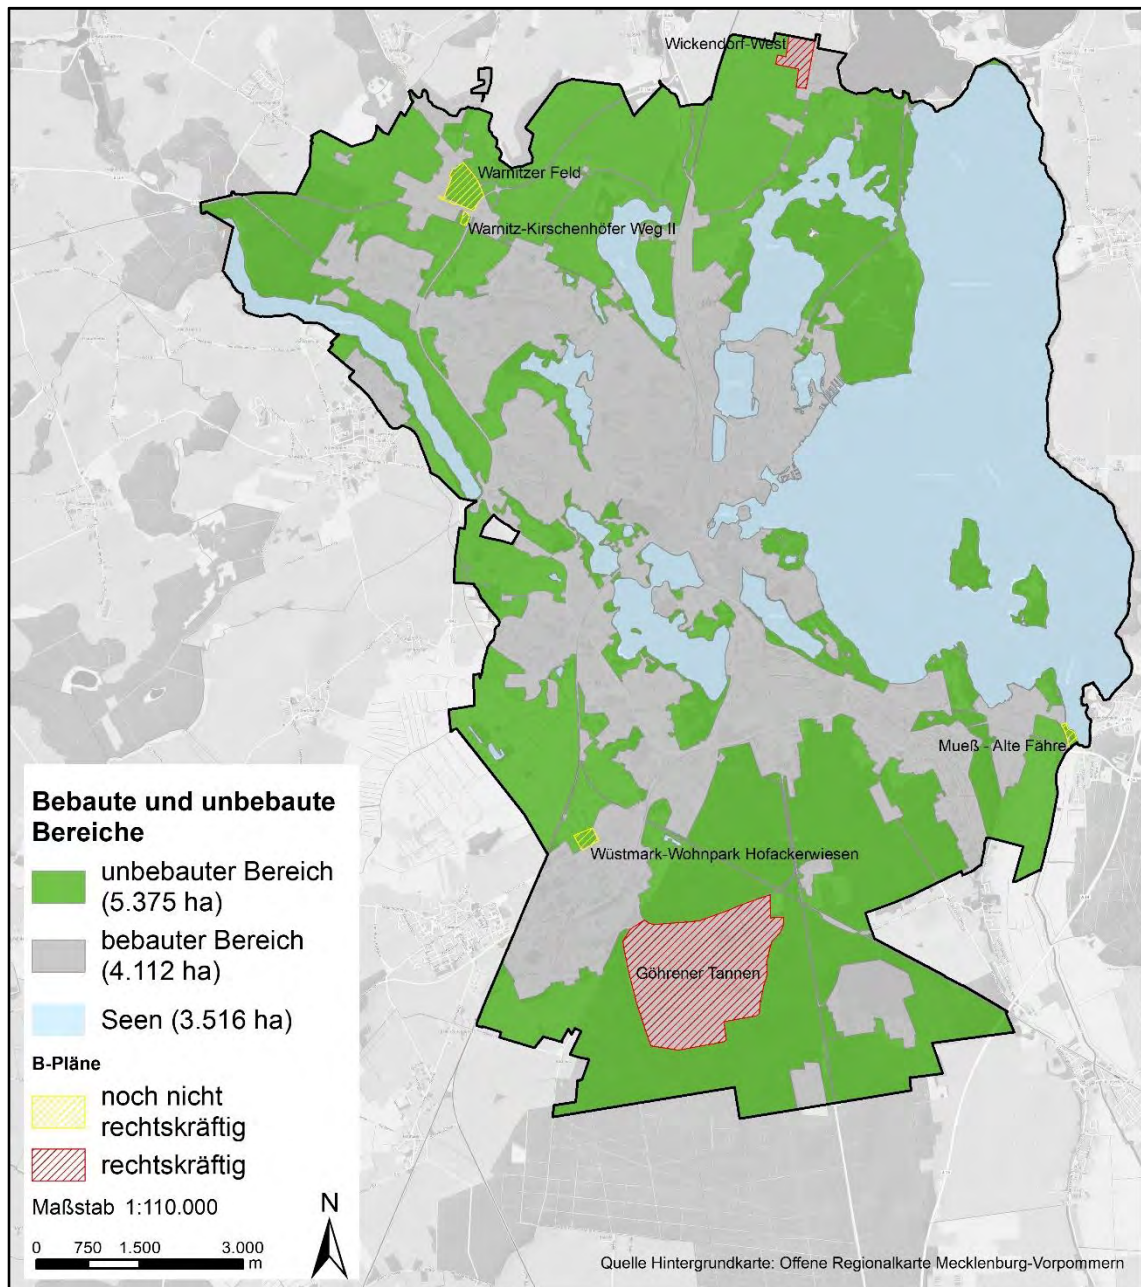 Wickendorf-West
Warnitzer Feld
Warnitz-Kirschenhöfer Weg II
Mueß - Alte Fähre
Wüstmark-Wohnpark Hofackerwiesen
Göhrener Tannen
Bebaute und unbebaute
Bereiche
unbebauter Bereich
(5.375 ha)
bebauter Bereich
(4.112 ha)
Seen (3.516 ha)
B-Pläne
noch nicht
rechtskräftig
rechtskräftig
Maßstab 1:110.000
N
0 750 1.500 3.000
m
Quelle Hintergrundkarte: Offene Regionalkarte Mecklenburg-Vorpommern